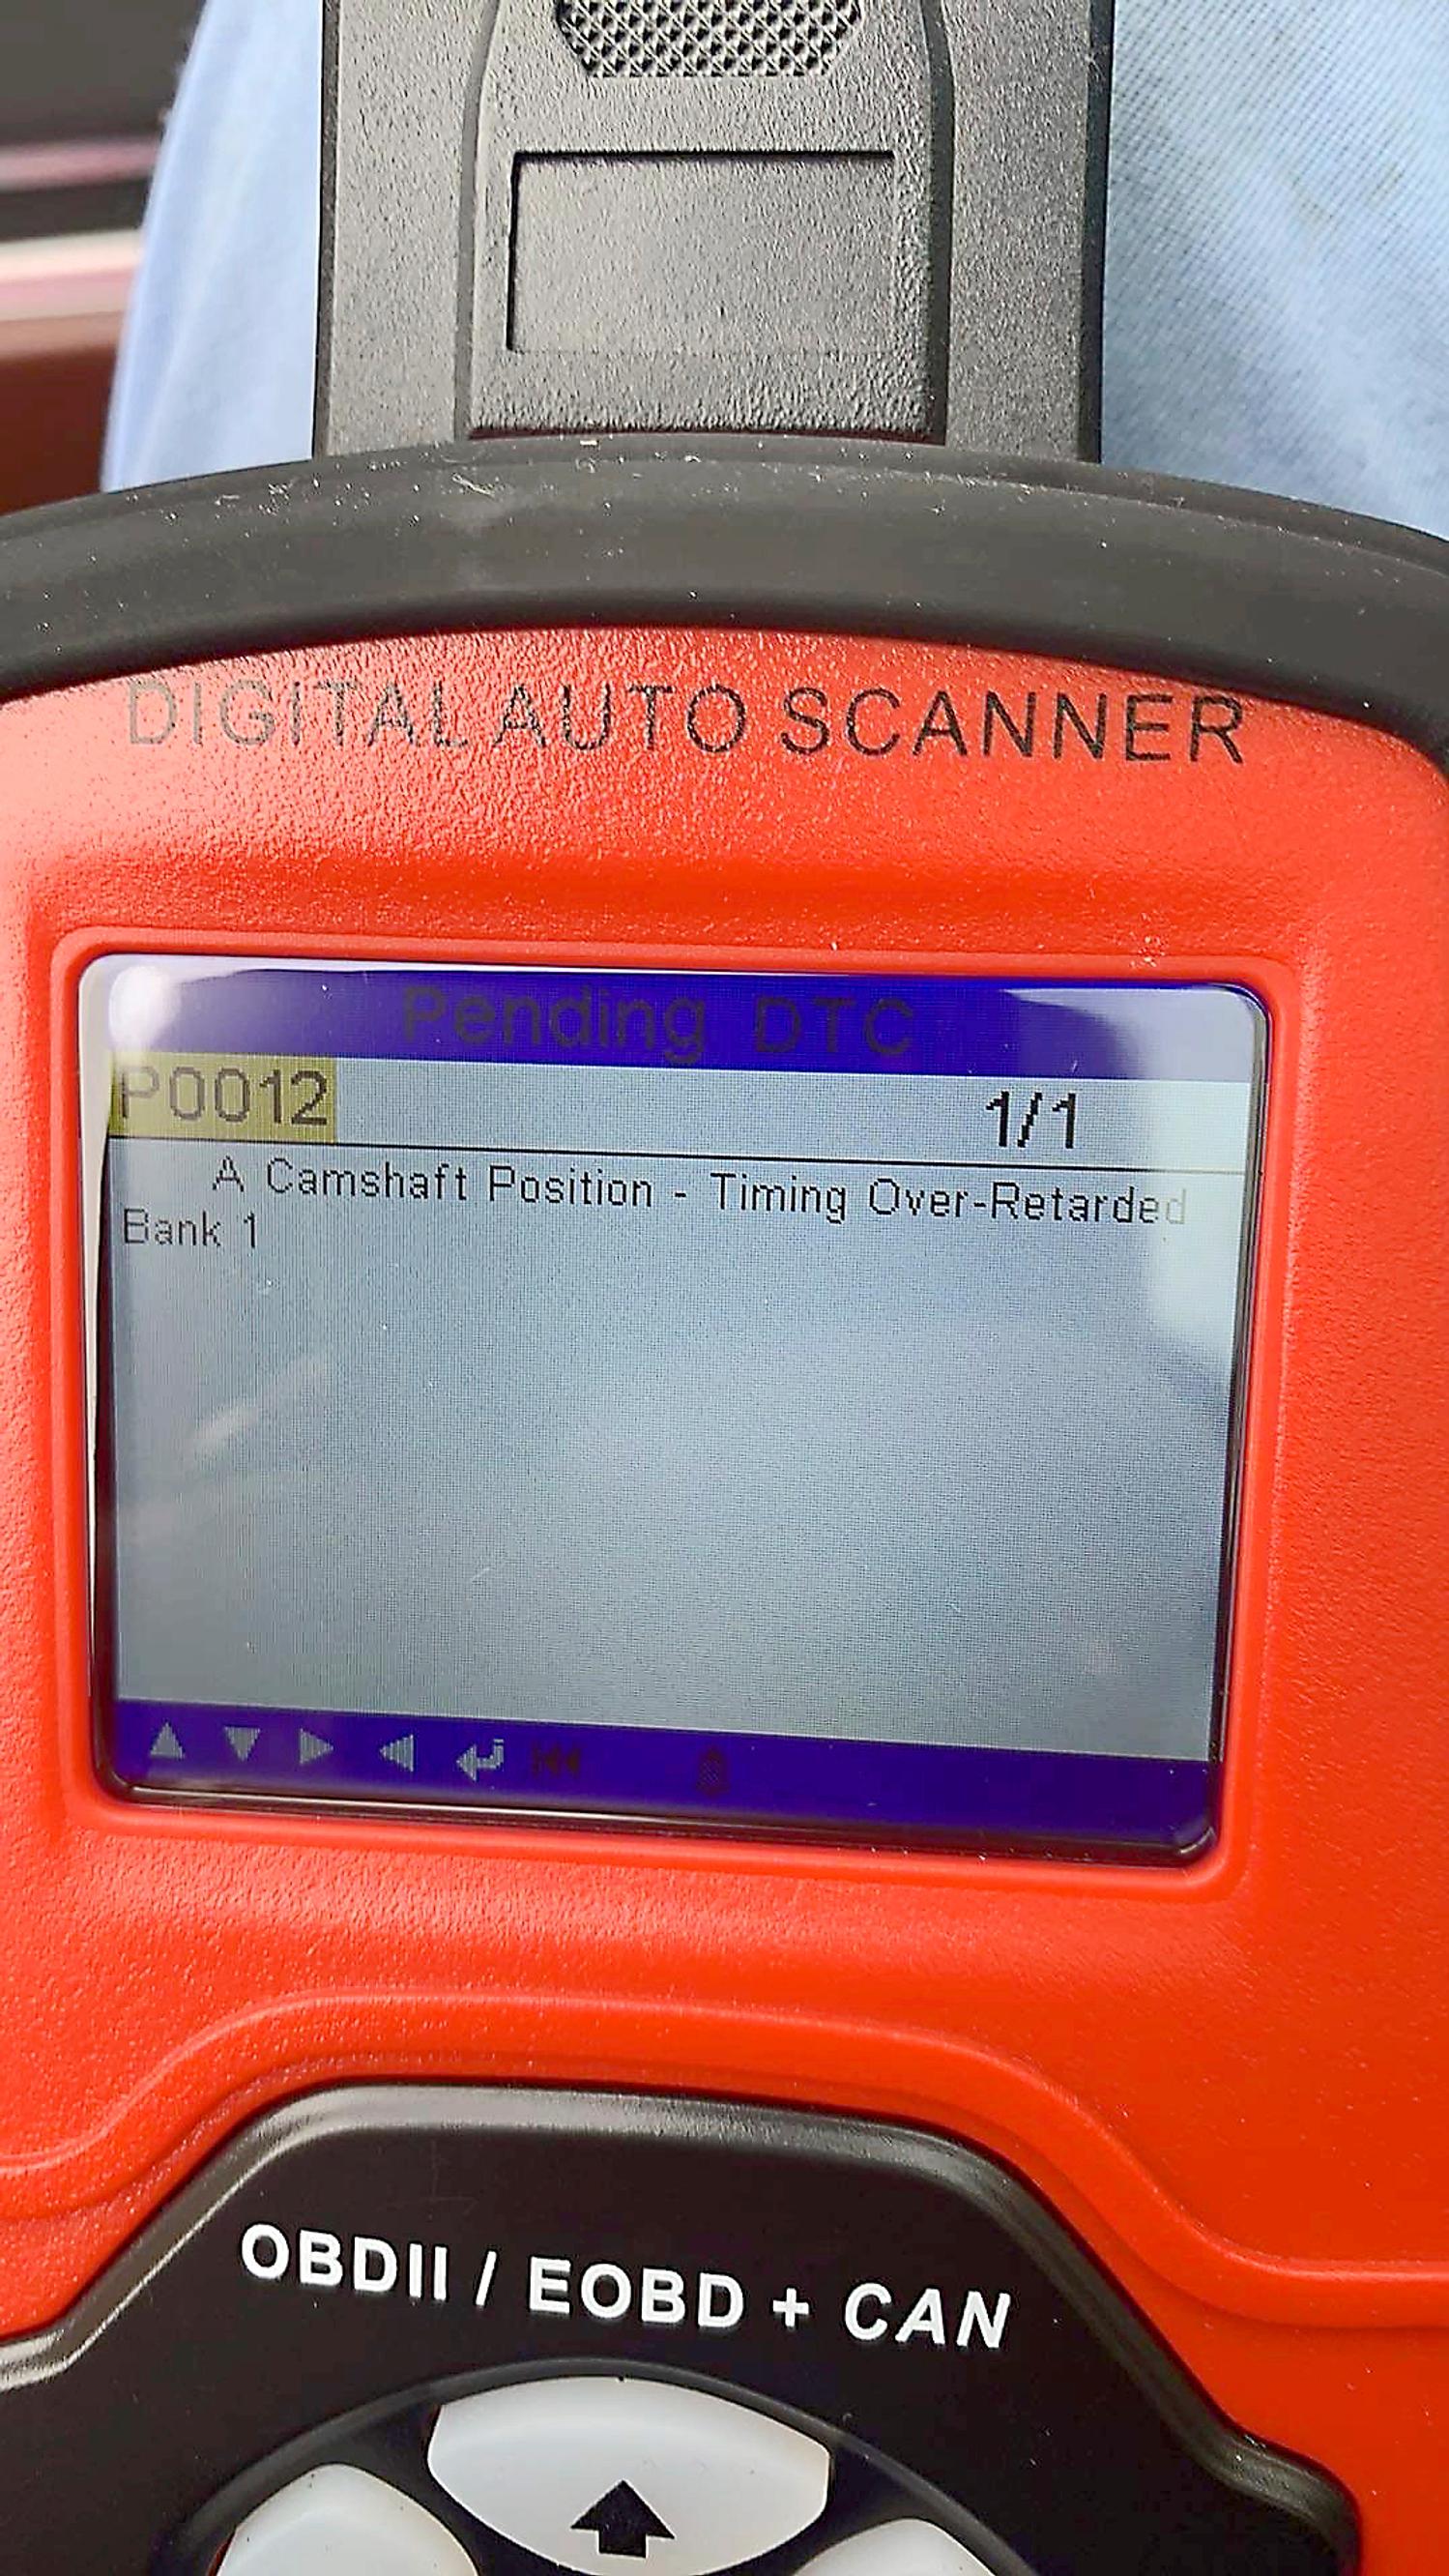 DIGITAL AUTO SCANNER
Pending DTC
P0012 1/1
A Camshaft Position - Timing Over-Retarded
Bank 1
OBDII / EOBD + CAN